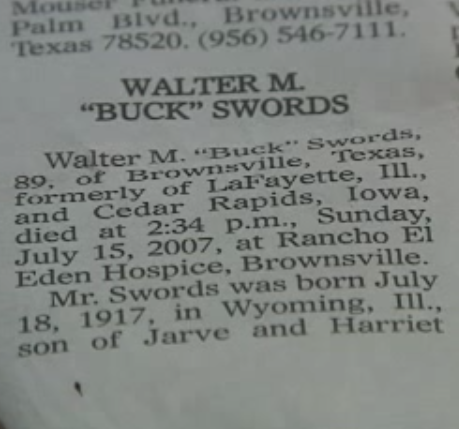 Mouser Funeral
Palm Blvd., Brownsville,
Texas 78520. (956) 546-7111.
WALTER M.
“BUCK” SWORDS
Walter M. “Buck” Swords,
89, of Brownsville, Texas,
formerly of LaFayette, Ill.,
and Cedar Rapids, Iowa,
died at 2:34 p.m., Sunday,
July 15, 2007, at Rancho El
Eden Hospice, Brownsville.
Mr. Swords was born July
18, 1917, in Wyoming, Ill.,
son of Jarve and Harriet